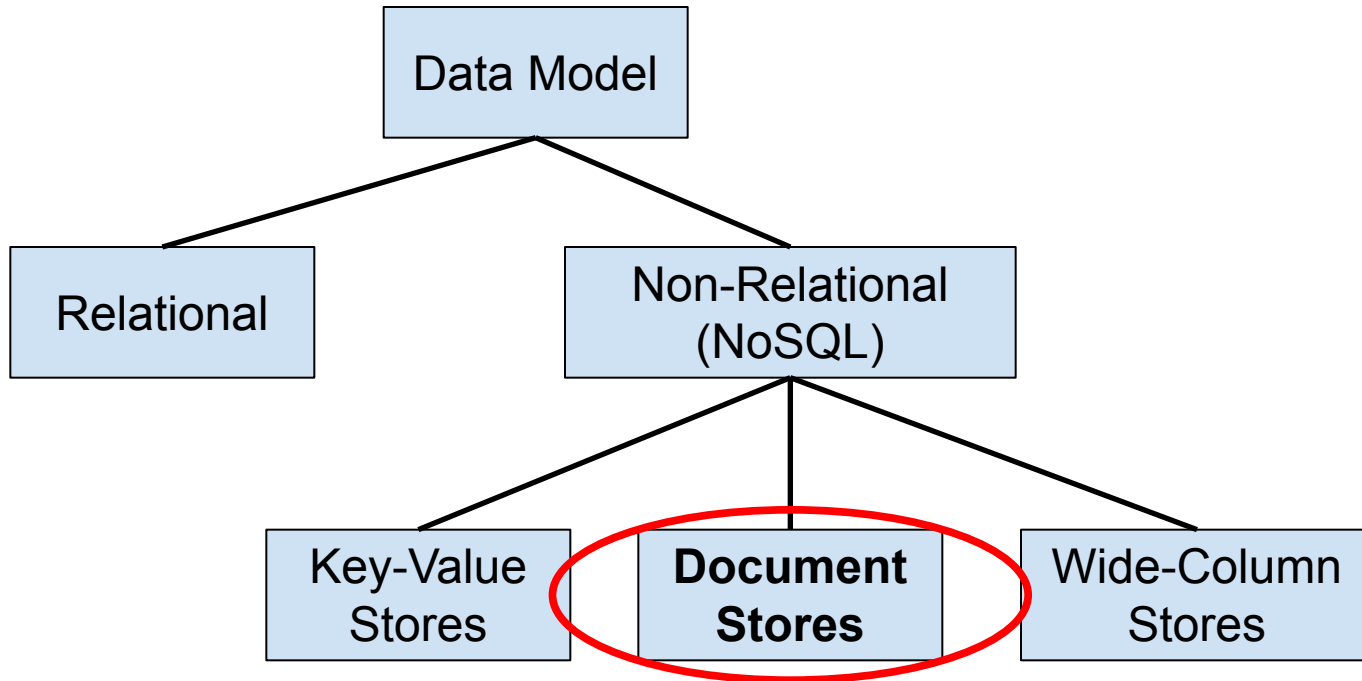 Data Model
Relational
Non-Relational
(NoSQL)
Key-Value
Stores
Document
Stores
Wide-Column
Stores